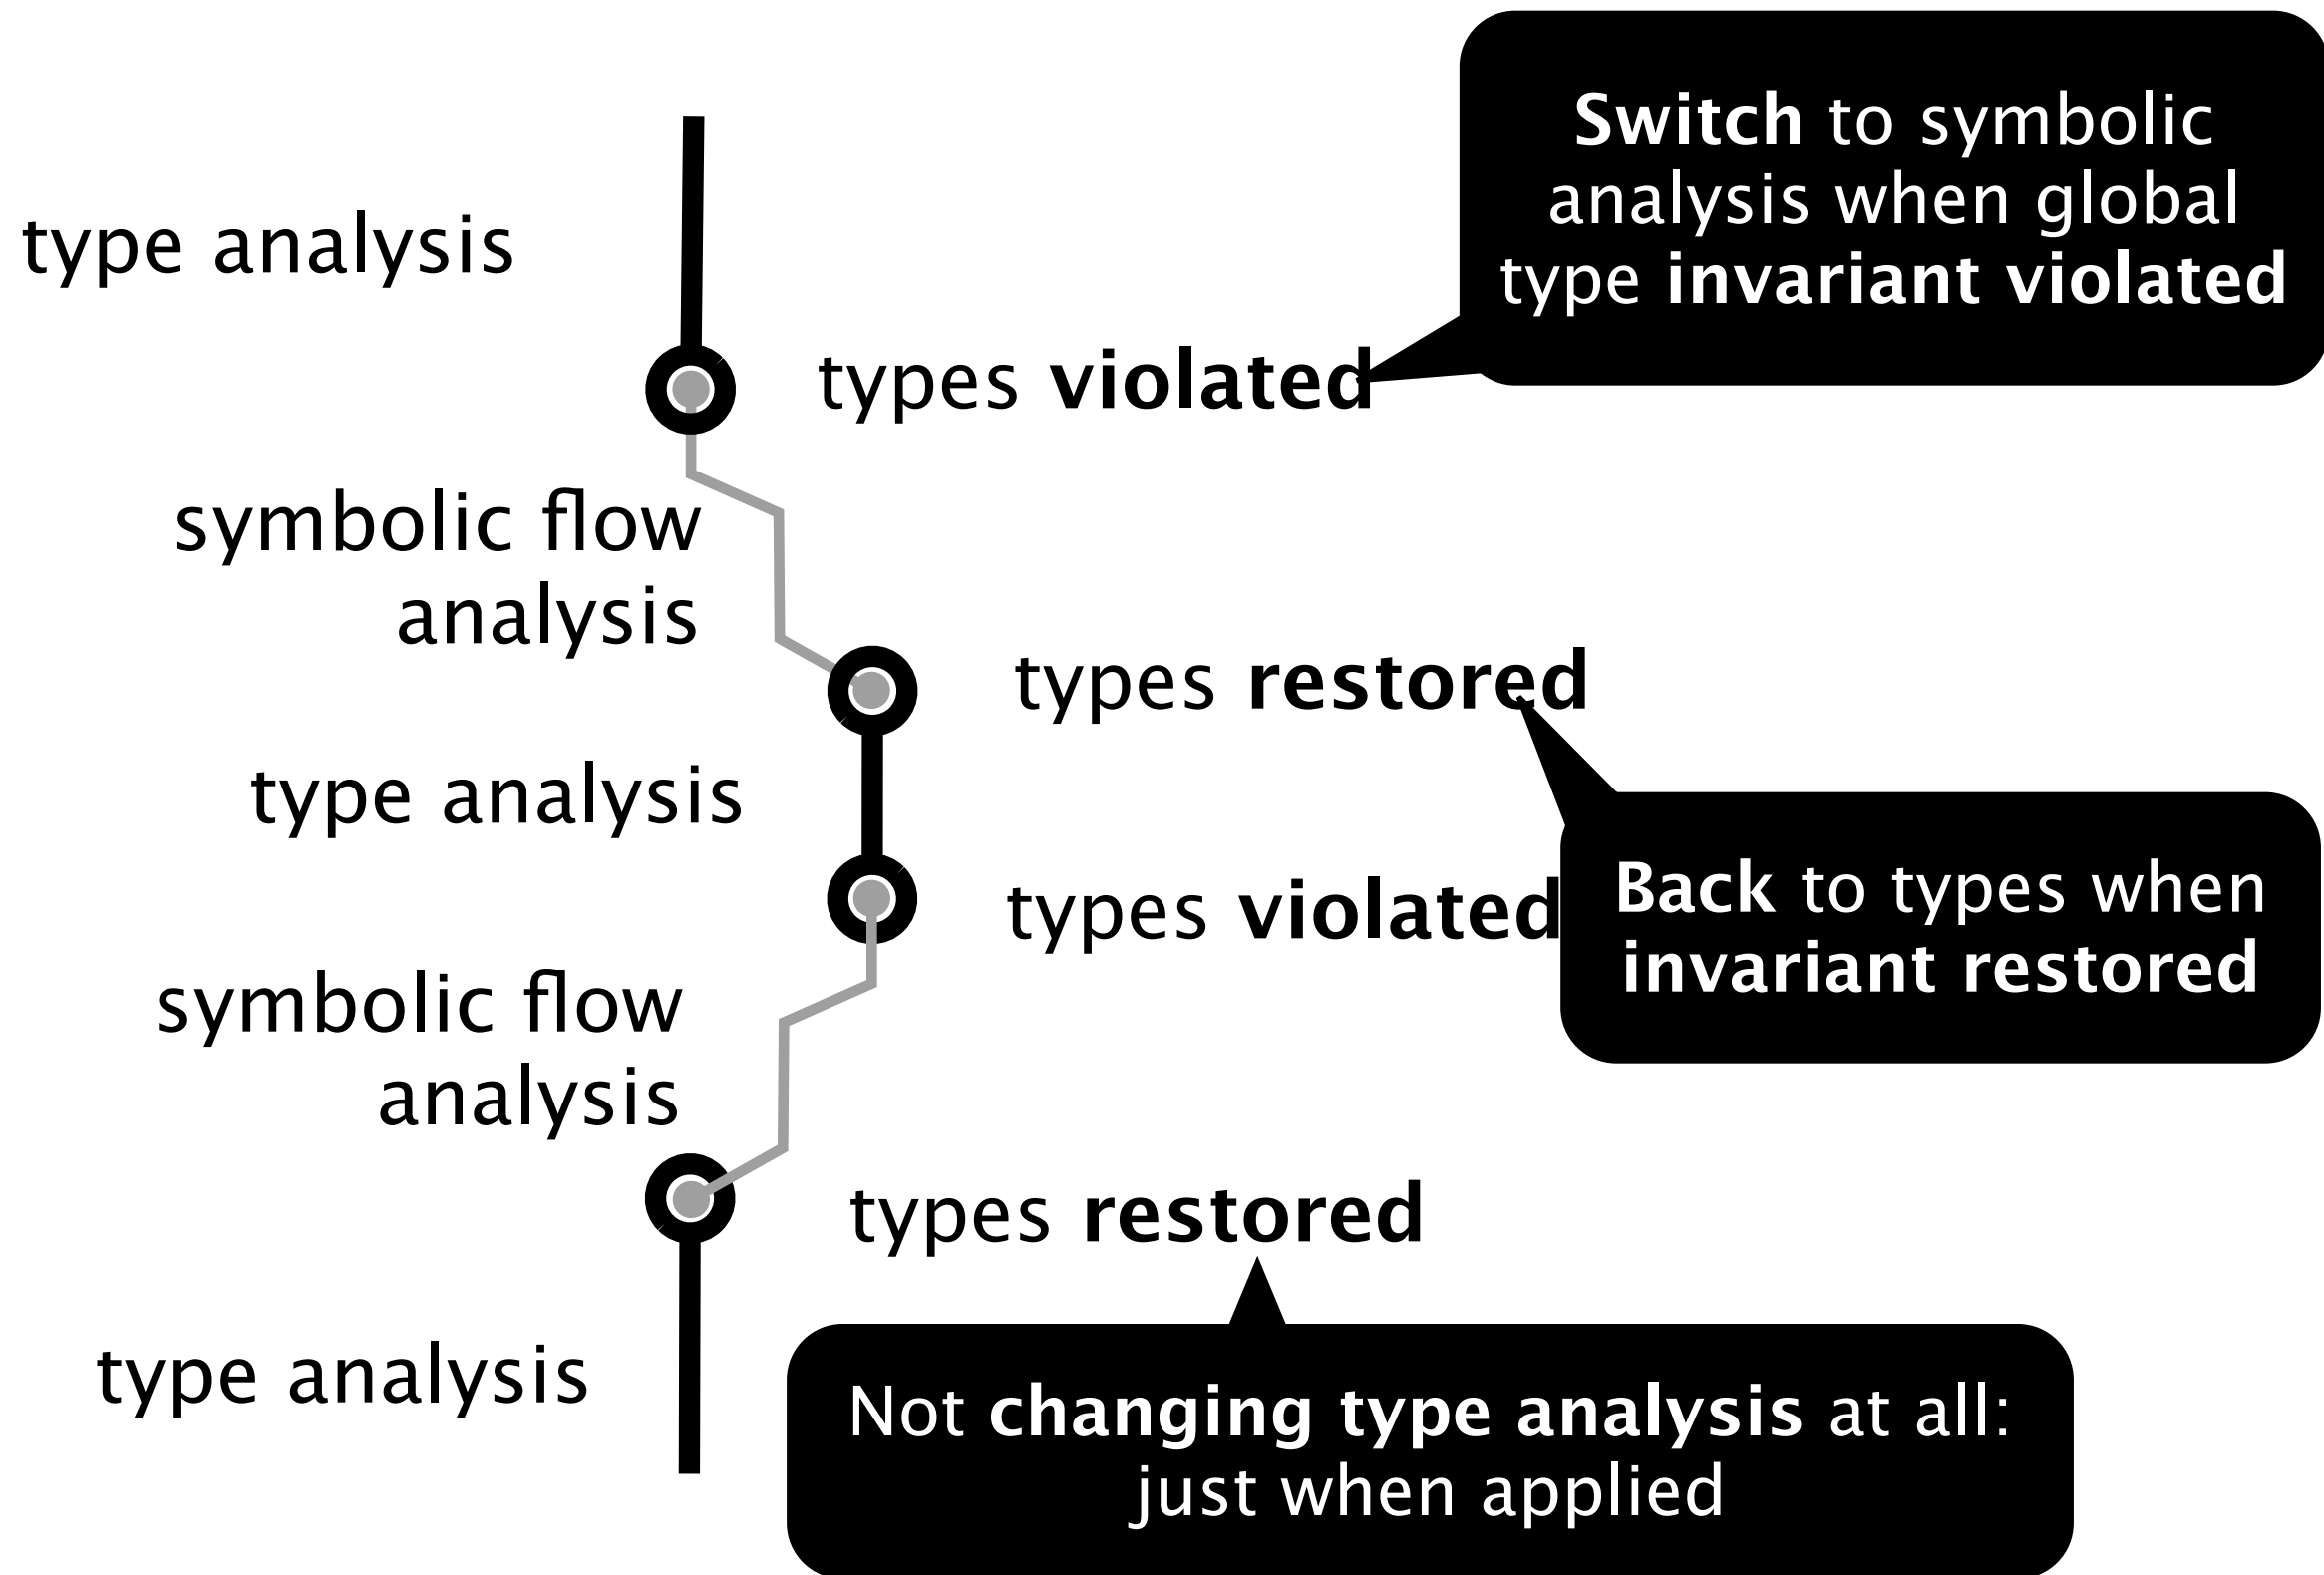 Switch to symbolic
analysis when global
type invariant violated
type analysis
types violated
symbolic flow
analysis
types restored
type analysis
Back to types when
invariant restored
types violated
symbolic flow
analysis
types restored
type analysis
Not changing type analysis at all:
just when applied